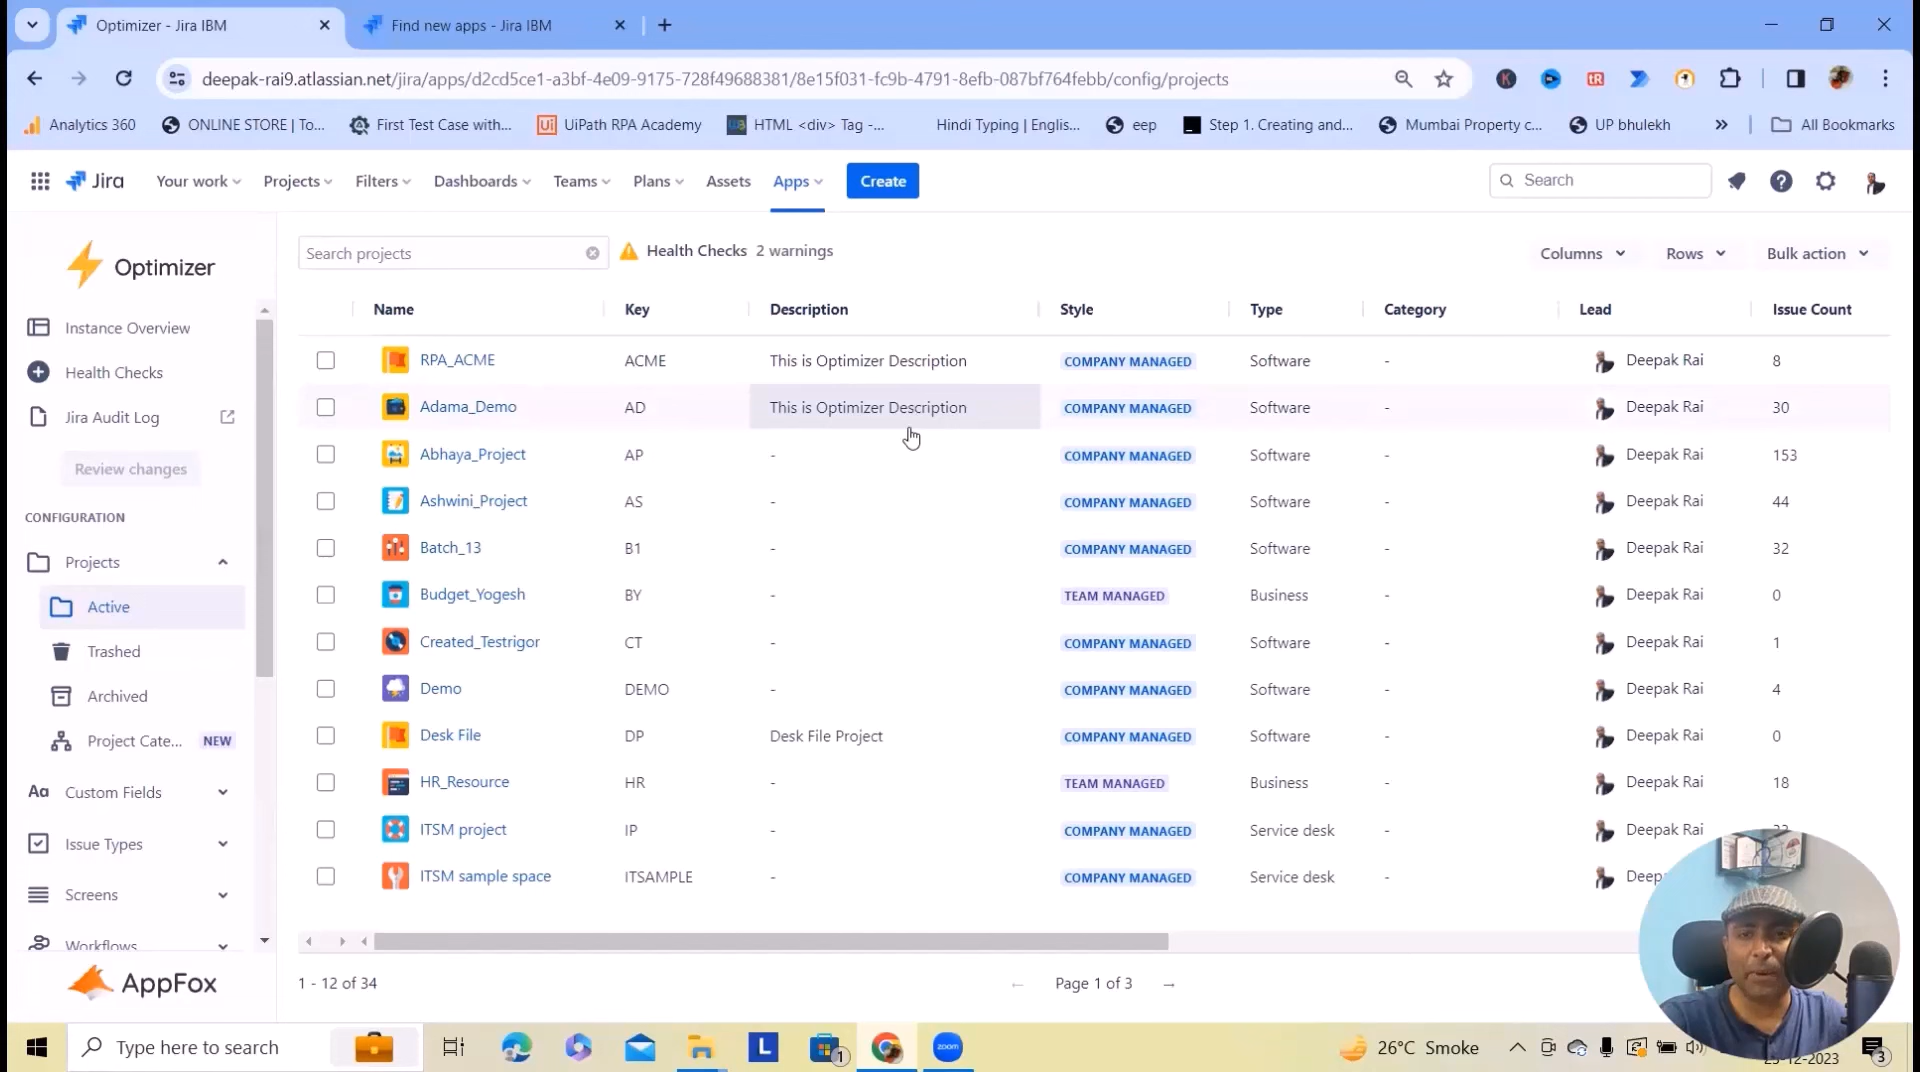 Optimizer - Jira IBM
Find new apps - Jira IBM
deepak-rai9.atlassian.net/jira/apps/d2cd5ce1-a3bf-4e09-9175-728f49688381/8e15f031-fc9b-4791-8efb-087bf764febb/config/projects
Analytics 360
ONLINE STORE | To...
First Test Case with...
UiPath RPA Academy
HTML <div> Tag -...
Hindi Typing | Englis...
eep
Step 1. Creating and...
Mumbai Property c...
UP bhulekh
»
All Bookmarks
Jira
Your work
Projects
Filters
Dashboards
Teams
Plans
Assets
Apps
Create
Search
Optimizer
Instance Overview
Health Checks
Jira Audit Log
Review changes
CONFIGURATION
Projects
Active
Trashed
Archived
Project Cate... NEW
Aa Custom Fields
Issue Types
Screens
Workflows
AppFox
Search projects
Health Checks 2 warnings
Columns
Rows
Bulk action
Name Key Description Style Type Category Lead Issue Count
RPA_ACME ACME This is Optimizer Description COMPANY MANAGED Software - Deepak Rai 8
Adama_Demo AD This is Optimizer Description COMPANY MANAGED Software - Deepak Rai 30
Abhaya_Project AP - COMPANY MANAGED Software - Deepak Rai 153
Ashwini_Project AS - COMPANY MANAGED Software - Deepak Rai 44
Batch_13 B1 - COMPANY MANAGED Software - Deepak Rai 32
Budget_Yogesh BY - TEAM MANAGED Business - Deepak Rai 0
Created_Testrigor CT - COMPANY MANAGED Software - Deepak Rai 1
Demo DEMO - COMPANY MANAGED Software - Deepak Rai 4
Desk File DP Desk File Project COMPANY MANAGED Software - Deepak Rai 0
HR_Resource HR - TEAM MANAGED Business - Deepak Rai 18
ITSM project IP - COMPANY MANAGED Service desk - Deepak Rai
ITSM sample space ITSAMPLE - COMPANY MANAGED Service desk - Deep
1 - 12 of 34
← Page 1 of 3 →
Type here to search
L
1
zoom
26°C Smoke
23-12-2023
3